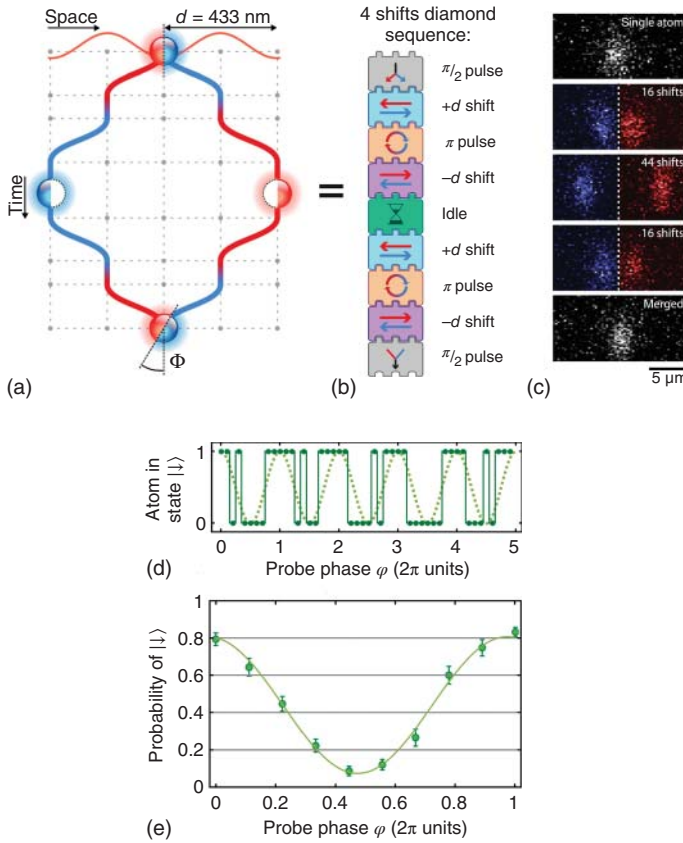 Space
d = 433 nm
Time
Φ
(a)
=
4 shifts diamond
sequence:
π/2 pulse
+d shift
π pulse
−d shift
Idle
+d shift
π pulse
−d shift
π/2 pulse
(b)
Single atom
16 shifts
44 shifts
16 shifts
Merged
5 μm
(c)
Atom in
state |↓⟩
1
0
0 1 2 3 4 5
Probe phase φ (2π units)
(d)
Probability of |↓⟩
1
0.8
0.6
0.4
0.2
0
0 0.2 0.4 0.6 0.8 1
Probe phase φ (2π units)
(e)